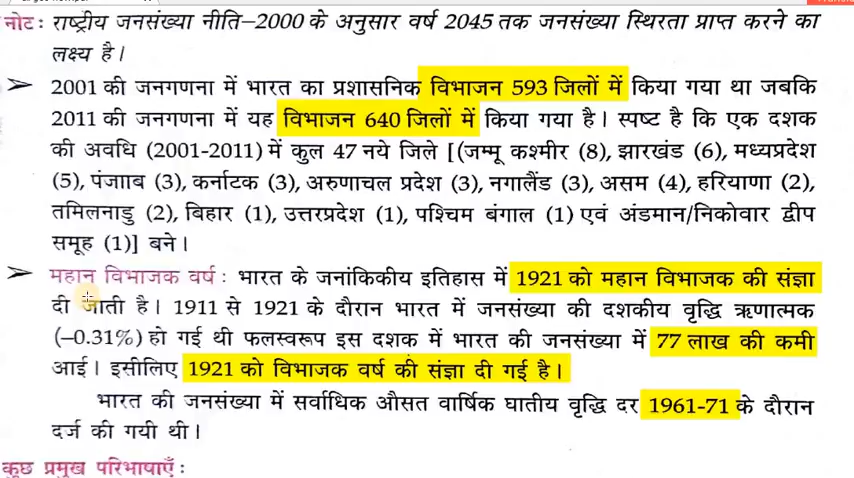 नोट: राष्ट्रीय जनसंख्या नीति–2000 के अनुसार वर्ष 2045 तक जनसंख्या स्थिरता प्राप्त करने का
लक्ष्य है।
➢ 2001 की जनगणना में भारत का प्रशासनिक विभाजन 593 जिलों में किया गया था जबकि
2011 की जनगणना में यह विभाजन 640 जिलों में किया गया है। स्पष्ट है कि एक दशक
की अवधि (2001-2011) में कुल 47 नये जिले [(जम्मू कश्मीर (8), झारखंड (6), मध्यप्रदेश
(5), पंजााब (3), कर्नाटक (3), अरुणाचल प्रदेश (3), नगालैंड (3), असम (4), हरियाणा (2),
तमिलनाडु (2), बिहार (1), उत्तरप्रदेश (1), पश्चिम बंगाल (1) एवं अंडमान/निकोवार द्वीप
समूह (1)] बने।
➢ महान विभाजक वर्ष: भारत के जनांकिकीय इतिहास में 1921 को महान विभाजक की संज्ञा
दी जाती है। 1911 से 1921 के दौरान भारत में जनसंख्या की दशकीय वृद्धि ऋणात्मक
(–0.31%) हो गई थी फलस्वरूप इस दशक में भारत की जनसंख्या में 77 लाख की कमी
आई। इसीलिए 1921 को विभाजक वर्ष की संज्ञा दी गई है।
भारत की जनसंख्या में सर्वाधिक औसत वार्षिक घातीय वृद्धि दर 1961-71 के दौरान
दर्ज की गयी थी।
कुछ प्रमुख परिभाषाएँ: